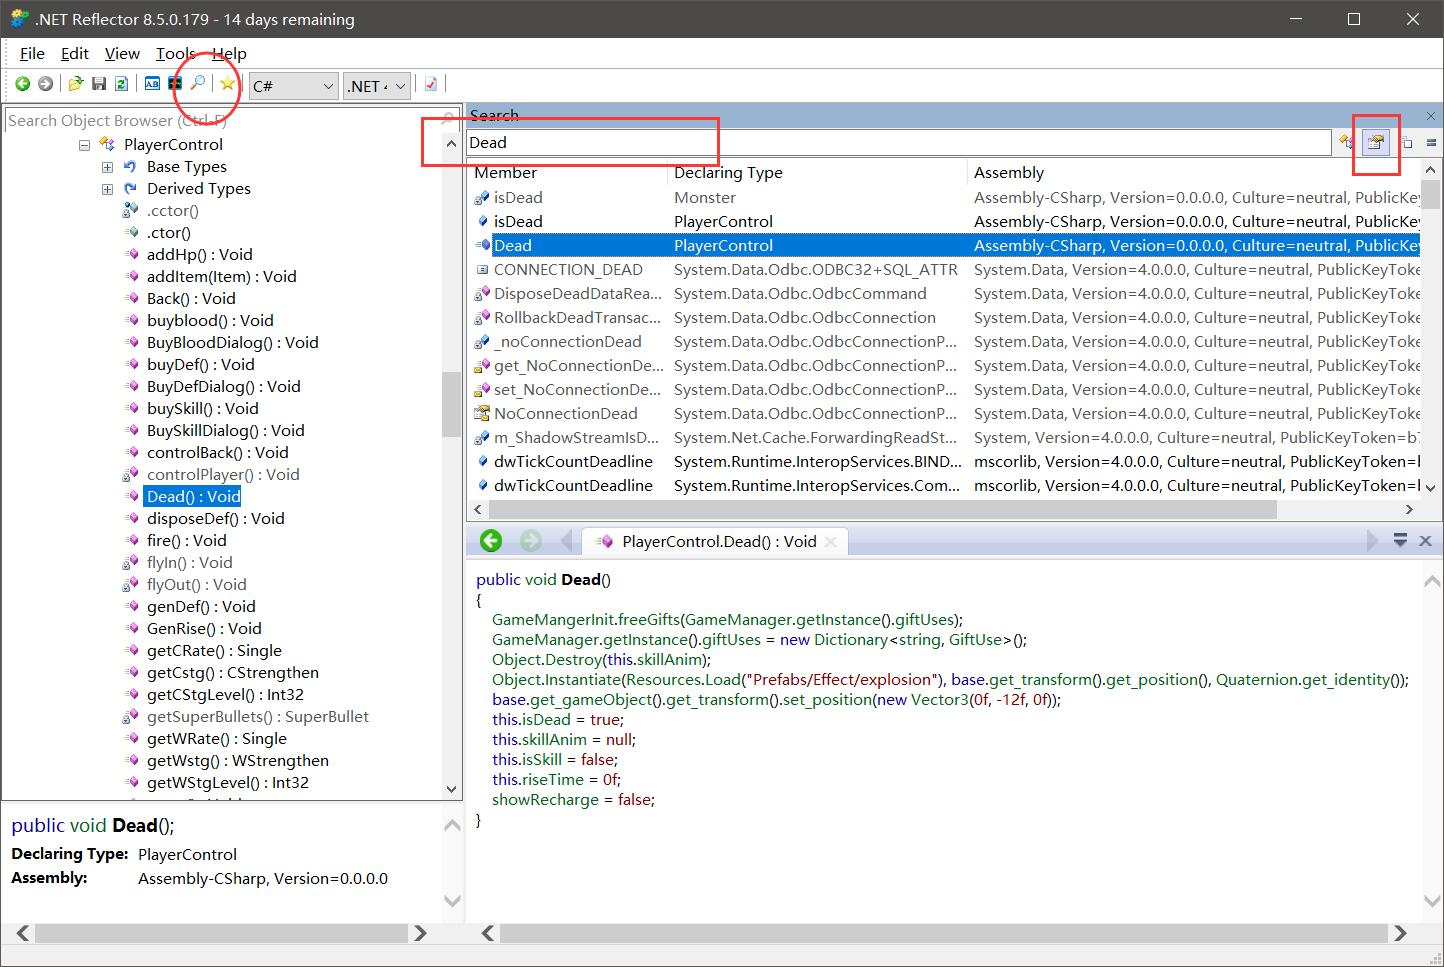 .NET Reflector 8.5.0.179 - 14 days remaining
File Edit View Tools Help
C# .NET 4
Search Object Browser (Ctrl-F)
PlayerControl
Base Types
Derived Types
.cctor()
.ctor()
addHp() : Void
addItem(Item) : Void
Back() : Void
buyblood() : Void
BuyBloodDialog() : Void
buyDef() : Void
BuyDefDialog() : Void
buySkill() : Void
BuySkillDialog() : Void
controlBack() : Void
controlPlayer() : Void
Dead() : Void
disposeDef() : Void
fire() : Void
flyIn() : Void
flyOut() : Void
genDef() : Void
GenRise() : Void
getCRate() : Single
getCstg() : CStrengthen
getCStgLevel() : Int32
getSuperBullets() : SuperBullet
getWRate() : Single
getWstg() : WStrengthen
getWStgLevel() : Int32
public void Dead();
Declaring Type: PlayerControl
Assembly: Assembly-CSharp, Version=0.0.0.0
Search
Dead
Member Declaring Type Assembly
isDead Monster Assembly-CSharp, Version=0.0.0.0, Culture=neutral, PublicKey
isDead PlayerControl Assembly-CSharp, Version=0.0.0.0, Culture=neutral, PublicKey
Dead PlayerControl Assembly-CSharp, Version=0.0.0.0, Culture=neutral, PublicKey
CONNECTION_DEAD System.Data.Odbc.ODBC32+SQL_ATTR System.Data, Version=4.0.0.0, Culture=neutral, PublicKeyToke
DisposeDeadDataRea... System.Data.Odbc.OdbcCommand System.Data, Version=4.0.0.0, Culture=neutral, PublicKeyToke
RollbackDeadTransac... System.Data.Odbc.OdbcConnection System.Data, Version=4.0.0.0, Culture=neutral, PublicKeyToke
_noConnectionDead System.Data.Odbc.OdbcConnectionP... System.Data, Version=4.0.0.0, Culture=neutral, PublicKeyToke
get_NoConnectionDe... System.Data.Odbc.OdbcConnectionP... System.Data, Version=4.0.0.0, Culture=neutral, PublicKeyToke
set_NoConnectionDe... System.Data.Odbc.OdbcConnectionP... System.Data, Version=4.0.0.0, Culture=neutral, PublicKeyToke
NoConnectionDead System.Data.Odbc.OdbcConnectionP... System.Data, Version=4.0.0.0, Culture=neutral, PublicKeyToke
m_ShadowStreamIsD... System.Net.Cache.ForwardingReadSt... System, Version=4.0.0.0, Culture=neutral, PublicKeyToken=b7
dwTickCountDeadline System.Runtime.InteropServices.BIND... mscorlib, Version=4.0.0.0, Culture=neutral, PublicKeyToken=b
dwTickCountDeadline System.Runtime.InteropServices.Com... mscorlib, Version=4.0.0.0, Culture=neutral, PublicKeyToken=b
PlayerControl.Dead() : Void
public void Dead()
{
GameMangerInit.freeGifts(GameManager.getInstance().giftUses);
GameManager.getInstance().giftUses = new Dictionary<string, GiftUse>();
Object.Destroy(this.skillAnim);
Object.Instantiate(Resources.Load("Prefabs/Effect/explosion"), base.get_transform().get_position(), Quaternion.get_identity());
base.get_gameObject().get_transform().set_position(new Vector3(0f, -12f, 0f));
this.isDead = true;
this.skillAnim = null;
this.isSkill = false;
this.riseTime = 0f;
showRecharge = false;
}